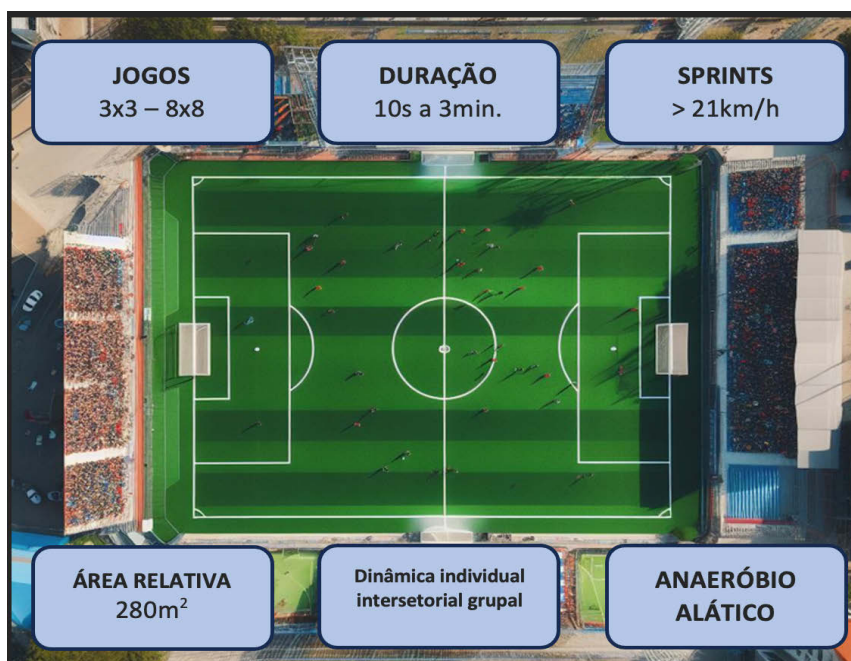 JOGOS
3x3 – 8x8
DURAÇÃO
10s a 3min.
SPRINTS
> 21km/h
ÁREA RELATIVA
280m²
Dinâmica individual
intersetorial grupal
ANAERÓBIO
ALÁTICO